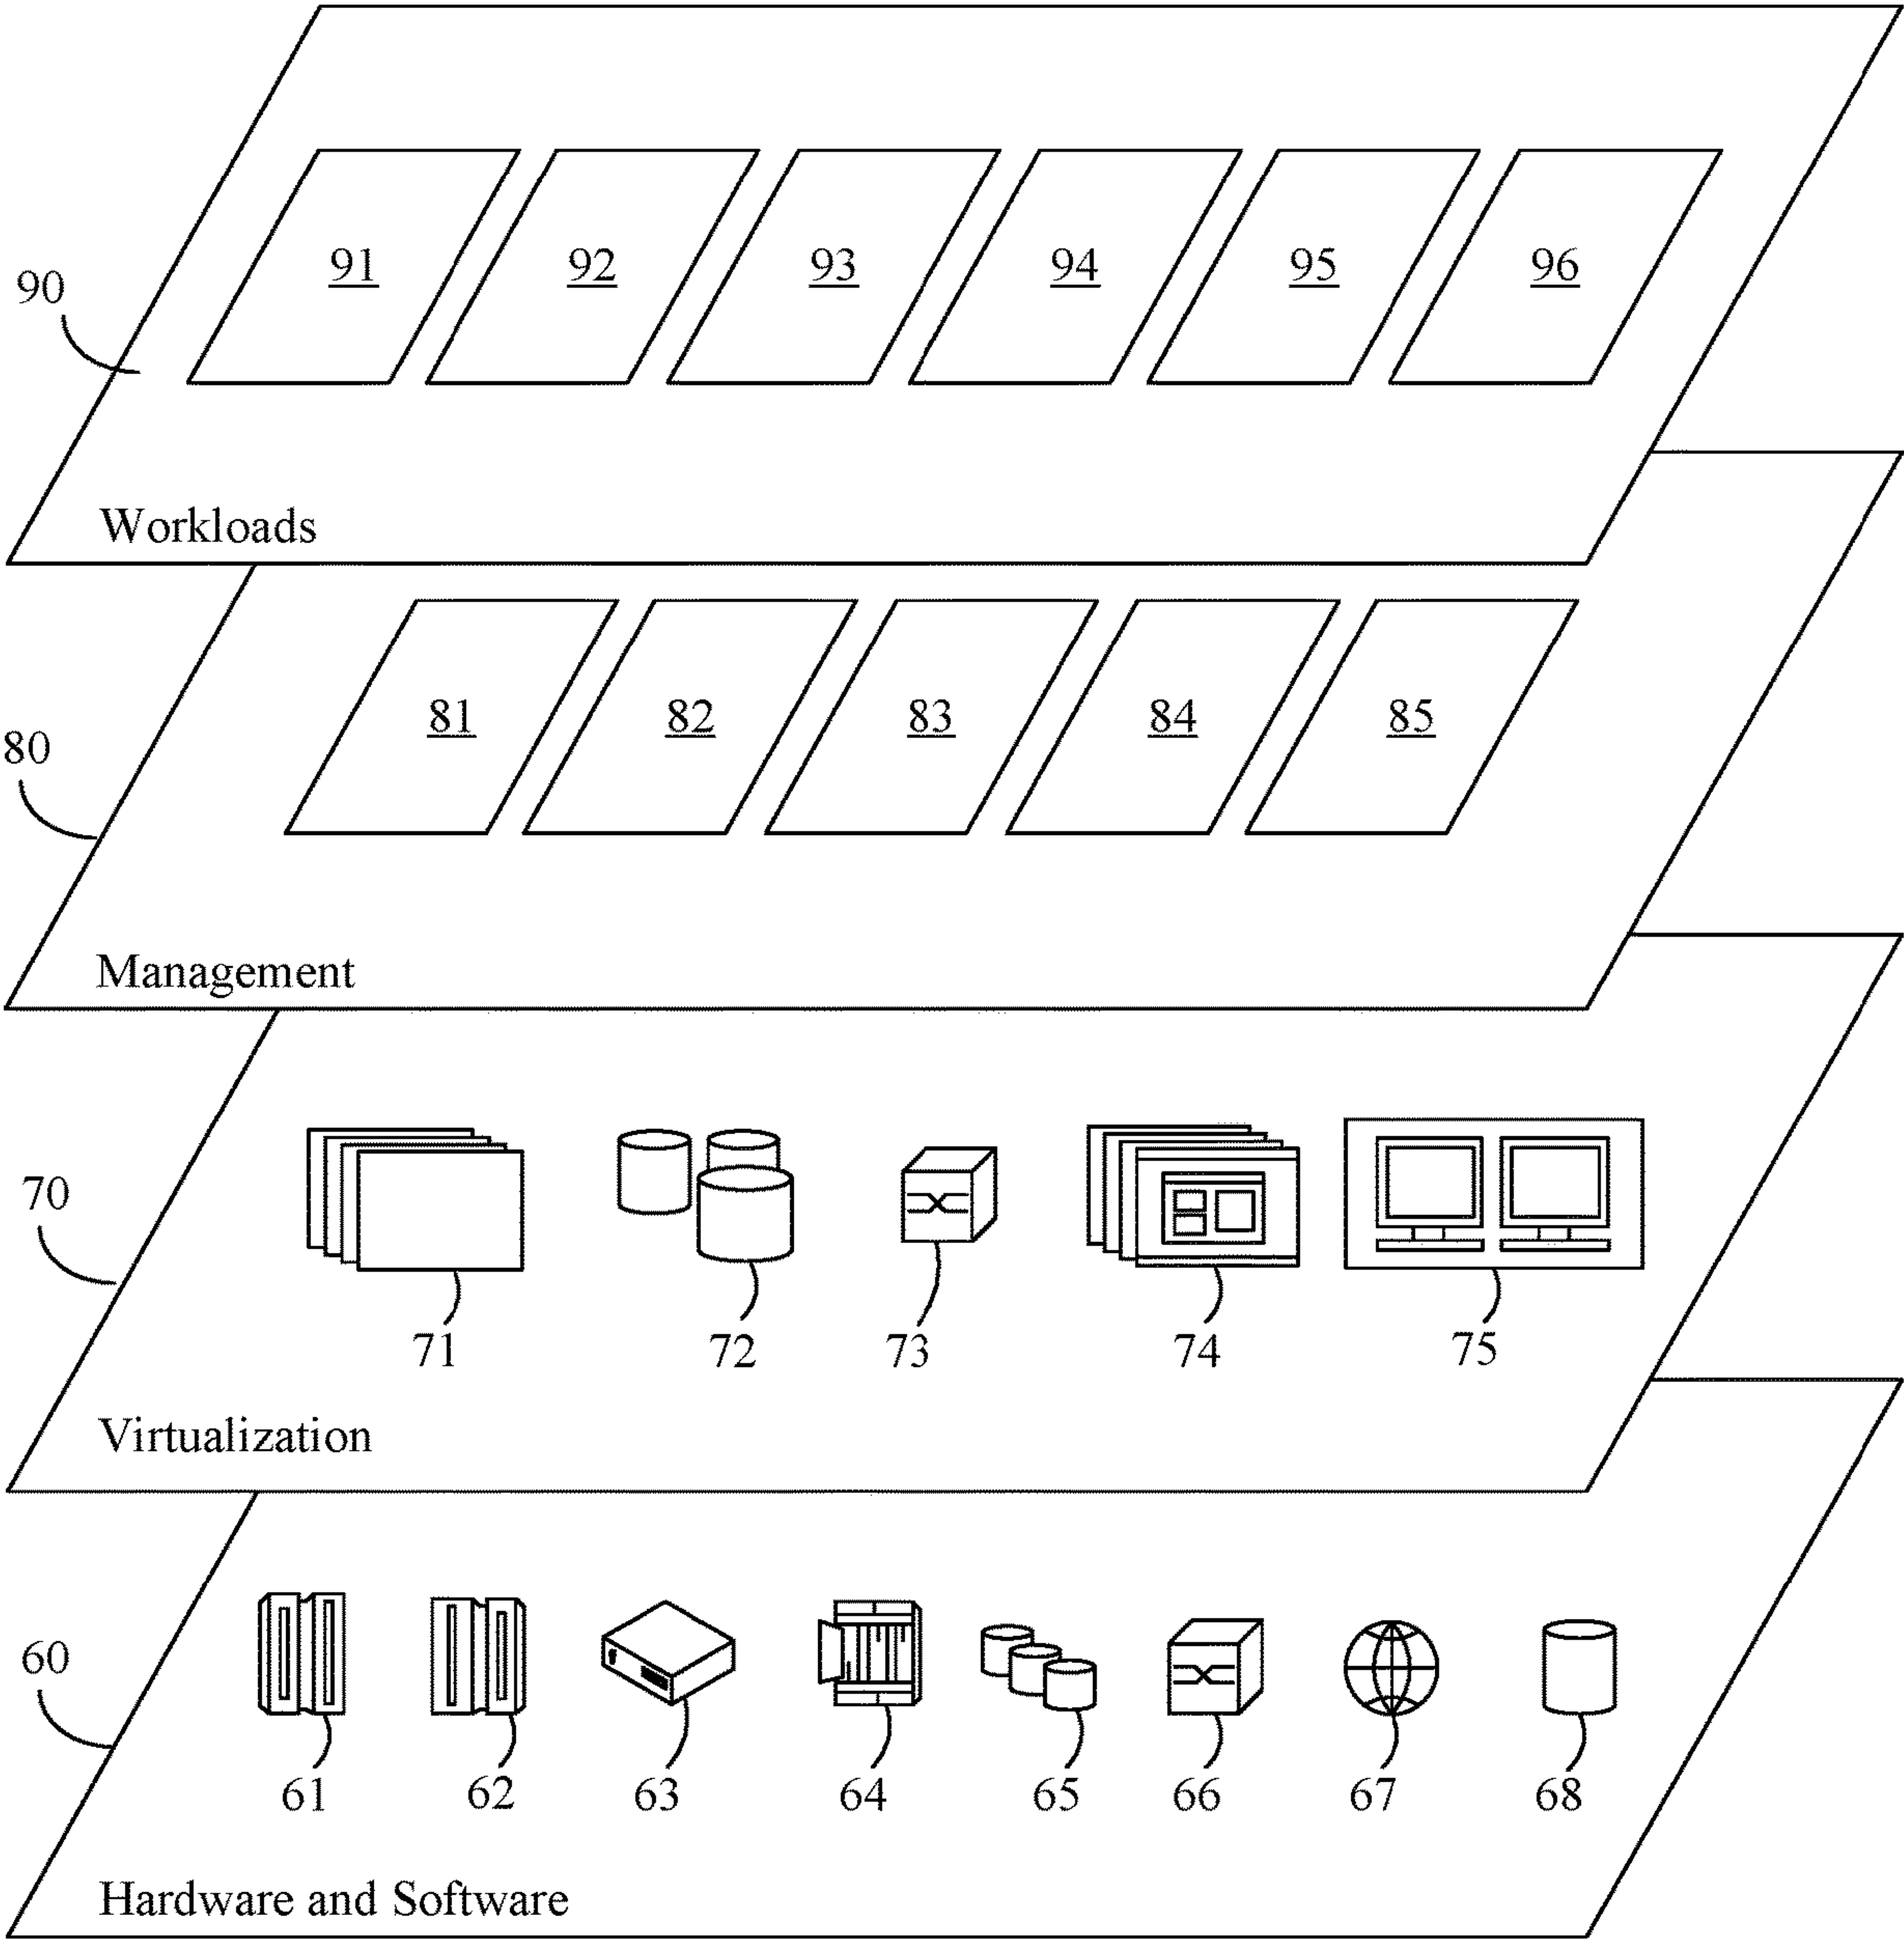 91 92 93 94 95 96
90
Workloads
81 82 83 84 85
80
Management
70
71 72 73 74 75
Virtualization
60
61 62 63 64 65 66 67 68
Hardware and Software